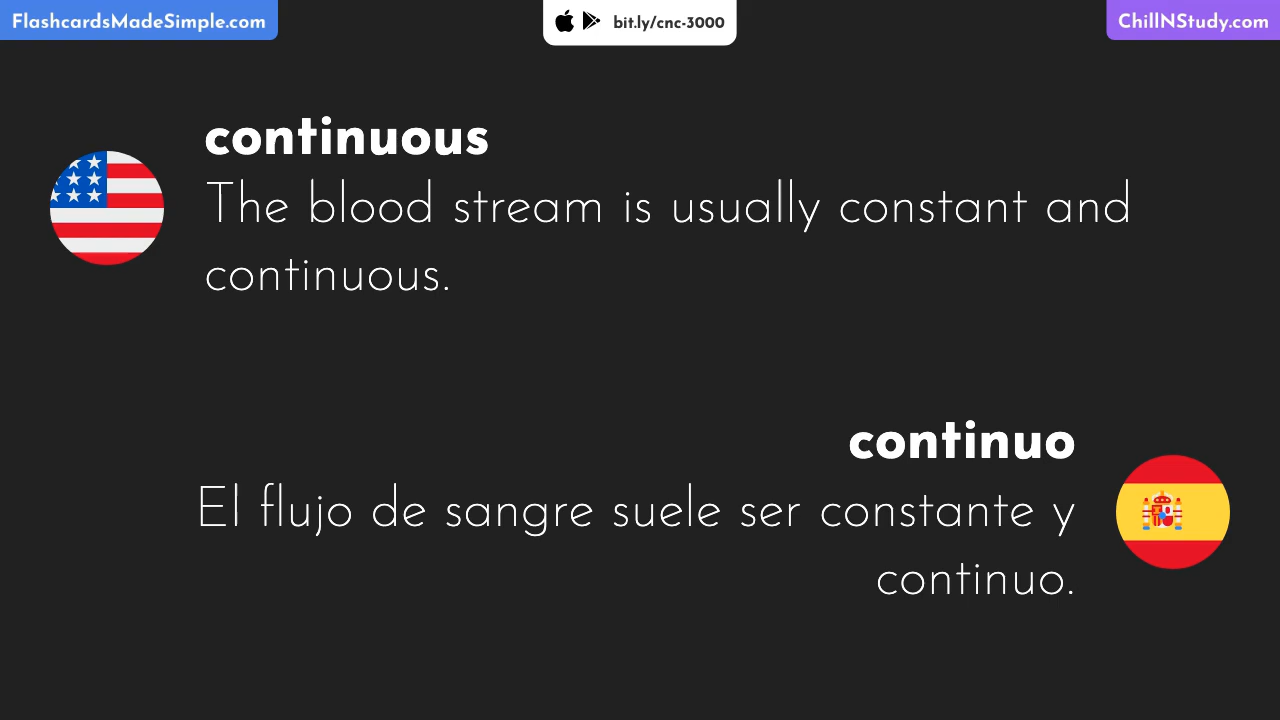 FlashcardsMadeSimple.com
bit.ly/cnc-3000
ChillNStudy.com
continuous
The blood stream is usually constant and
continuous.
continuo
El flujo de sangre suele ser constante y
continuo.